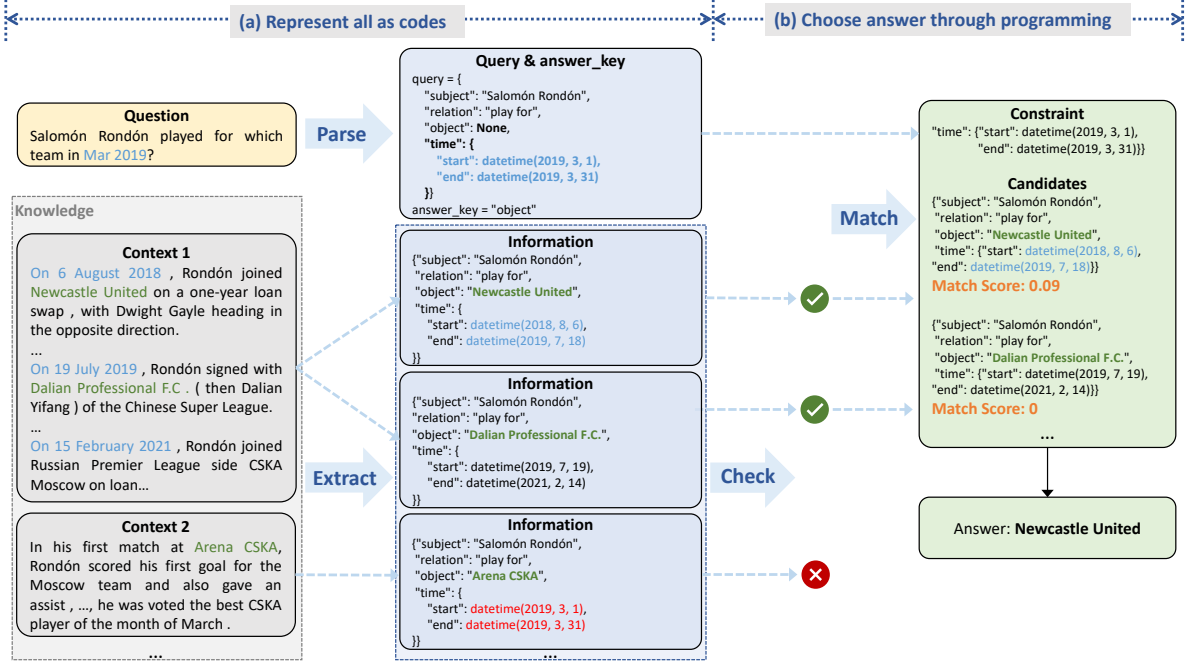 (a) Represent all as codes
(b) Choose answer through programming
Question
Salomón Rondón played for which
team in Mar 2019?
Parse
Query & answer_key
query = {
"subject": "Salomón Rondón",
"relation": "play for",
"object": None,
"time": {
"start": datetime(2019, 3, 1),
"end": datetime(2019, 3, 31)
}}
answer_key = "object"
Knowledge
Context 1
On 6 August 2018 , Rondón joined
Newcastle United on a one-year loan
swap , with Dwight Gayle heading in
the opposite direction.
...
On 19 July 2019 , Rondón signed with
Dalian Professional F.C . ( then Dalian
Yifang ) of the Chinese Super League.
...
On 15 February 2021 , Rondón joined
Russian Premier League side CSKA
Moscow on loan...
Context 2
In his first match at Arena CSKA,
Rondón scored his first goal for the
Moscow team and also gave an
assist , ..., he was voted the best CSKA
player of the month of March .
...
Extract
Information
{"subject": "Salomón Rondón",
"relation": "play for",
"object": "Newcastle United",
"time": {
"start": datetime(2018, 8, 6),
"end": datetime(2019, 7, 18)
}}
Information
{"subject": "Salomón Rondón",
"relation": "play for",
"object": "Dalian Professional F.C.",
"time": {
"start": datetime(2019, 7, 19),
"end": datetime(2021, 2, 14)
}}
Information
{"subject": "Salomón Rondón",
"relation": "play for",
"object": "Arena CSKA",
"time": {
"start": datetime(2019, 3, 1),
"end": datetime(2019, 3, 31)
}}
...
Check
Match
Constraint
"time": {"start": datetime(2019, 3, 1),
"end": datetime(2019, 3, 31)}}
Candidates
{"subject": "Salomón Rondón",
"relation": "play for",
"object": "Newcastle United",
"time": {"start": datetime(2018, 8, 6),
"end": datetime(2019, 7, 18)}}
Match Score: 0.09
{"subject": "Salomón Rondón",
"relation": "play for",
"object": "Dalian Professional F.C.",
"time": {"start": datetime(2019, 7, 19),
"end": datetime(2021, 2, 14)}}
Match Score: 0
...
Answer: Newcastle United